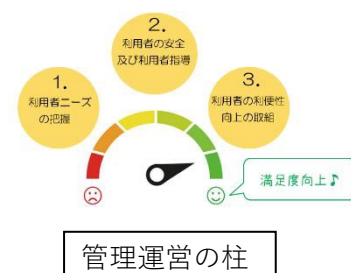 1.
利用者ニーズ
の把握
2.
利用者の安全
及び利用者指導
3.
利用者の利便性
向上の取組
満足度向上♪
管理運営の柱